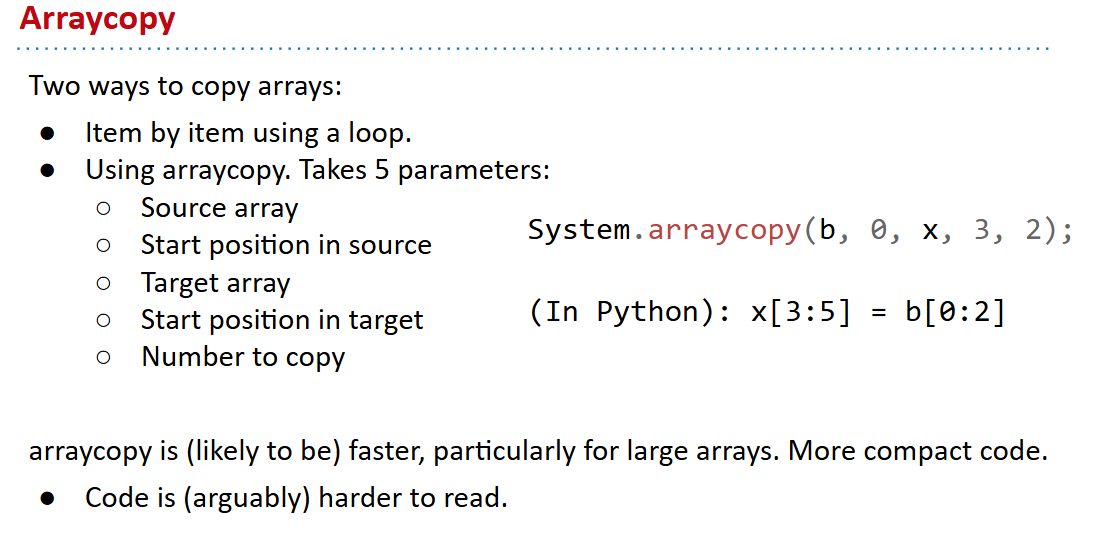 Arraycopy
Two ways to copy arrays:
● Item by item using a loop.
● Using arraycopy. Takes 5 parameters:
○ Source array
○ Start position in source
○ Target array
○ Start position in target
○ Number to copy
System.arraycopy(b, 0, x, 3, 2);
(In Python): x[3:5] = b[0:2]
arraycopy is (likely to be) faster, particularly for large arrays. More compact code.
● Code is (arguably) harder to read.